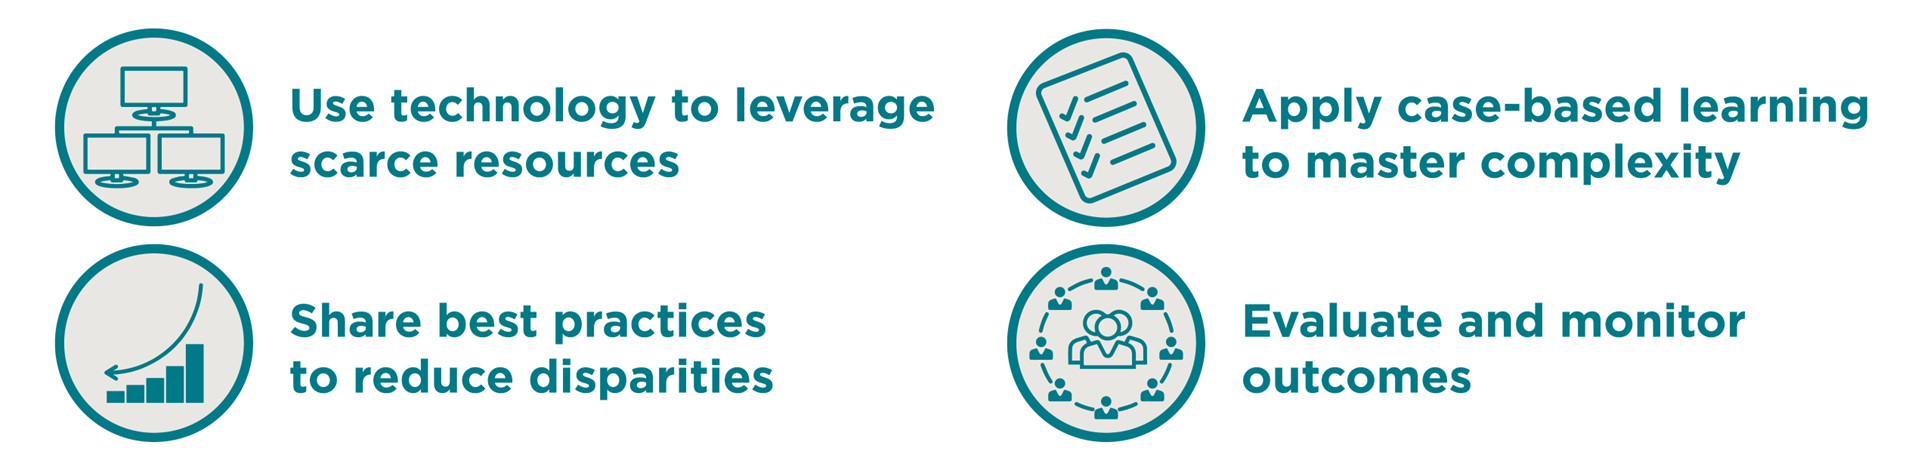 Use technology to leverage
scarce resources
Apply case-based learning
to master complexity
Share best practices
to reduce disparities
Evaluate and monitor
outcomes